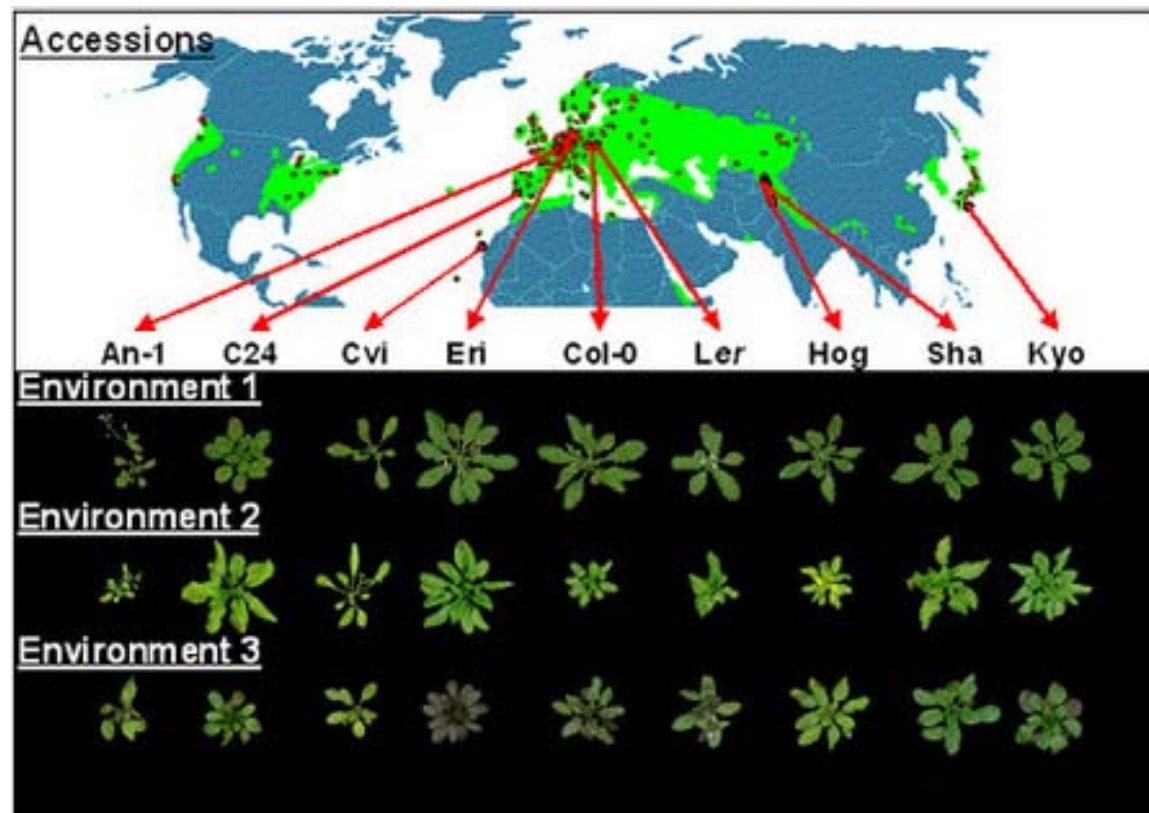 Accessions
An-1 C24 Cvi Eri Col-0 Ler Hog Sha Kyo
Environment 1
Environment 2
Environment 3